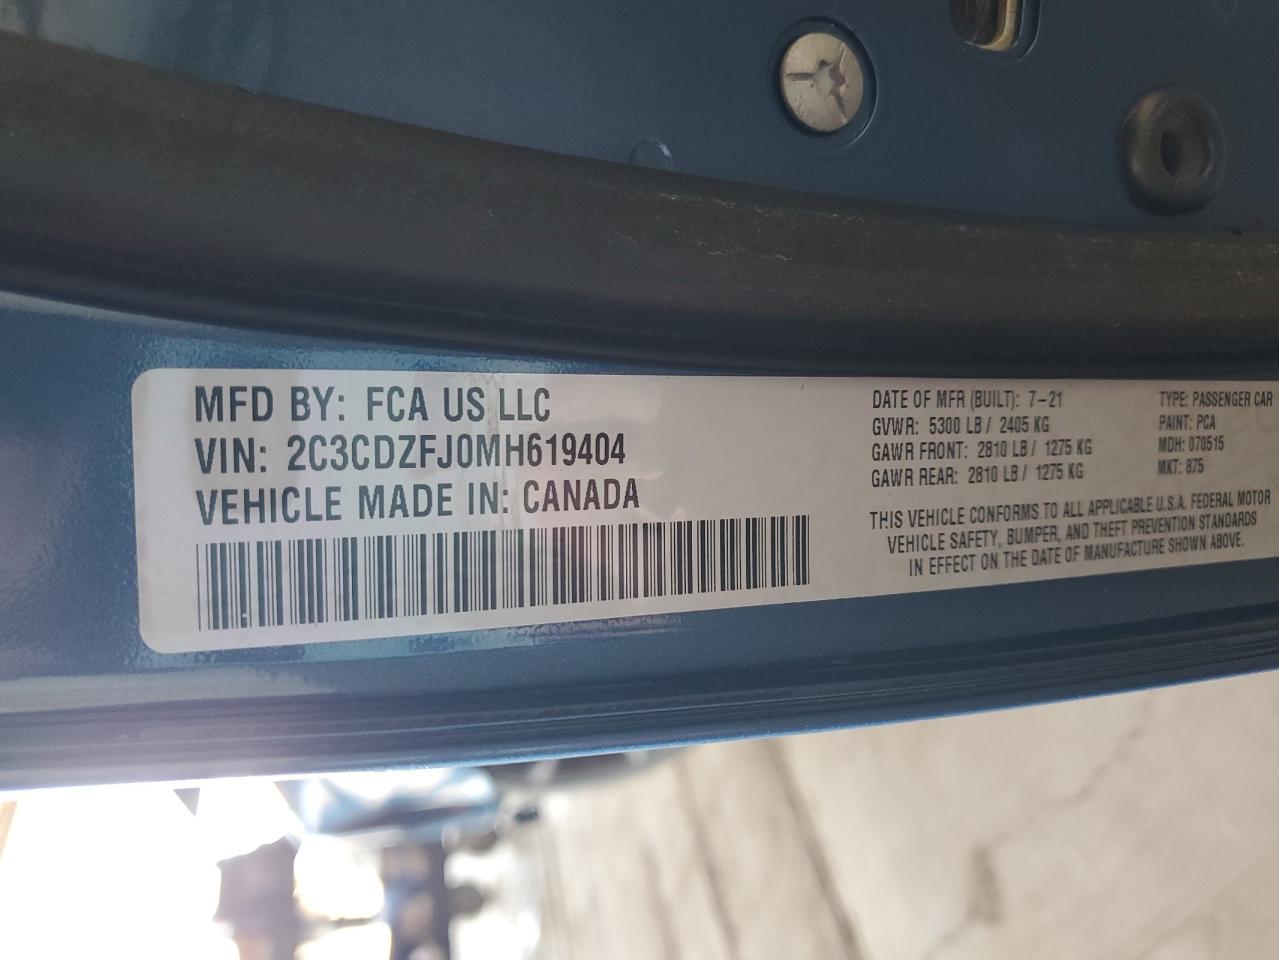 MFD BY: FCA US LLC
VIN: 2C3CDZFJ0MH619404
VEHICLE MADE IN: CANADA
DATE OF MFR (BUILT): 7-21
GVWR: 5300 LB / 2405 KG
GAWR FRONT: 2810 LB / 1275 KG
GAWR REAR: 2810 LB / 1275 KG
TYPE: PASSENGER CAR
PAINT: PCA
MDH: 070515
MKT: 875
THIS VEHICLE CONFORMS TO ALL APPLICABLE U.S.A. FEDERAL MOTOR
VEHICLE SAFETY, BUMPER, AND THEFT PREVENTION STANDARDS
IN EFFECT ON THE DATE OF MANUFACTURE SHOWN ABOVE.